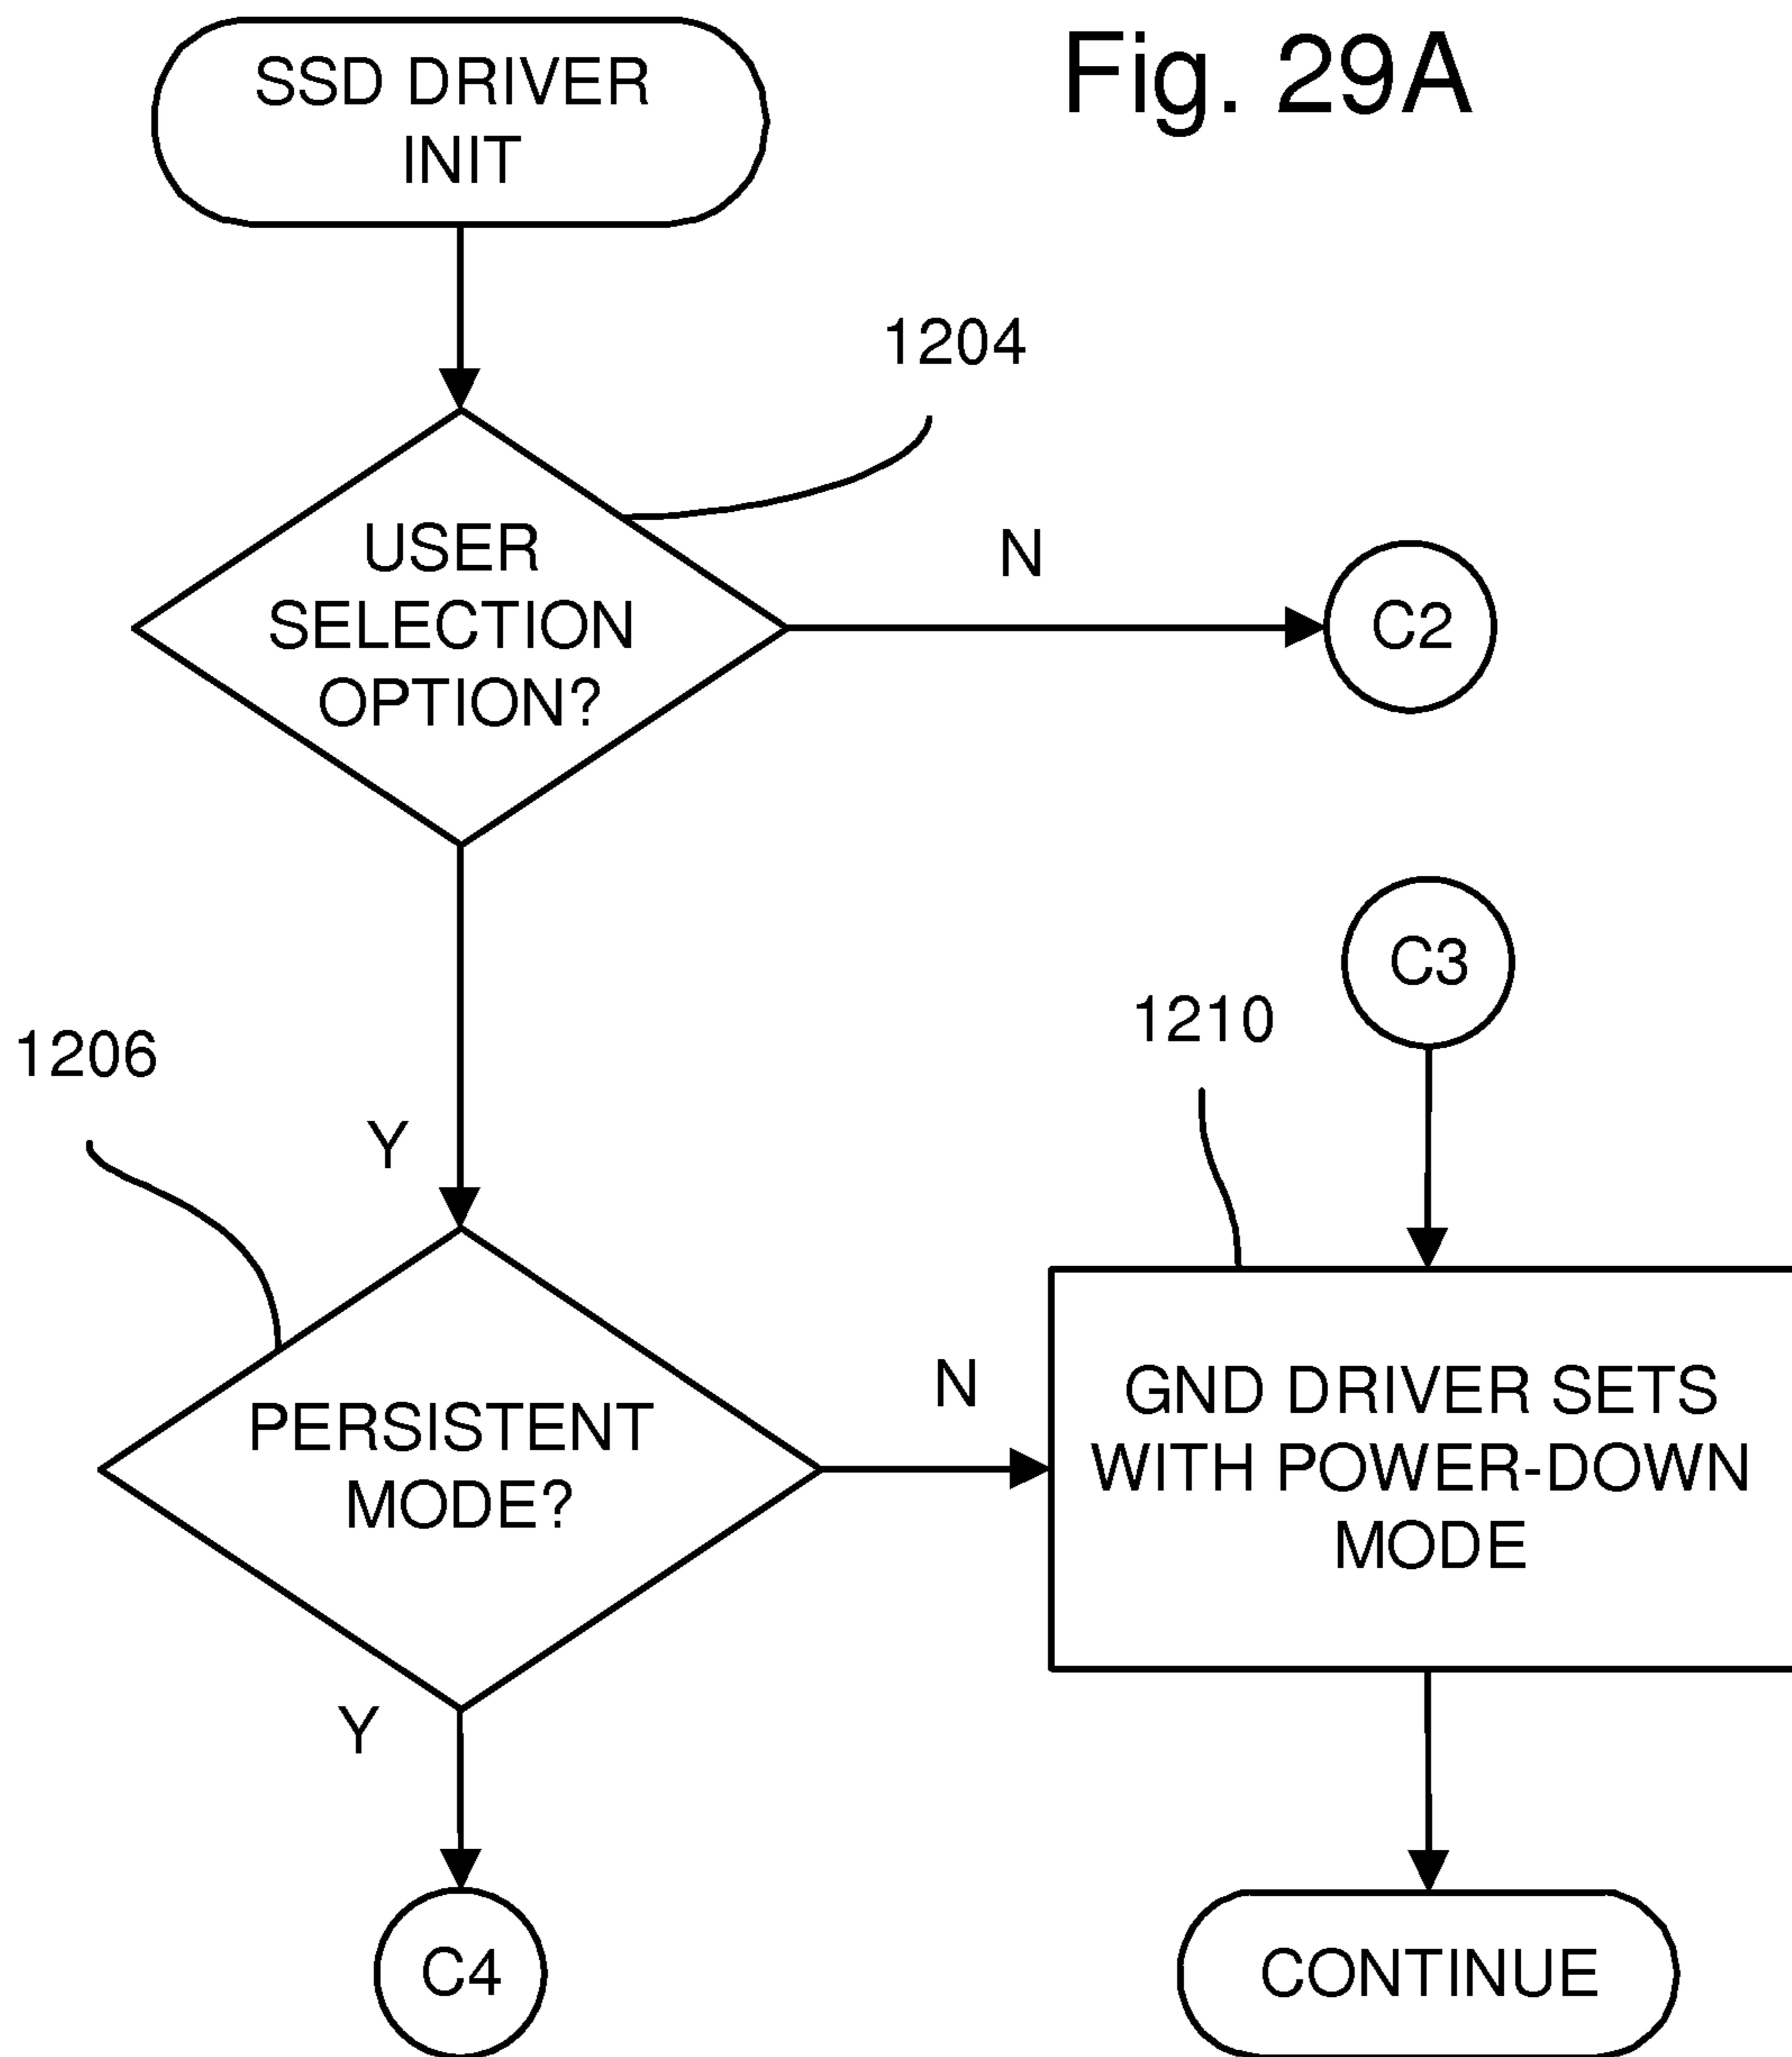 Fig. 29A
SSD DRIVER
INIT
1204
USER
SELECTION
OPTION?
N
C2
Y
C3
1206
1210
PERSISTENT
MODE?
N
GND DRIVER SETS
WITH POWER-DOWN
MODE
Y
C4
CONTINUE